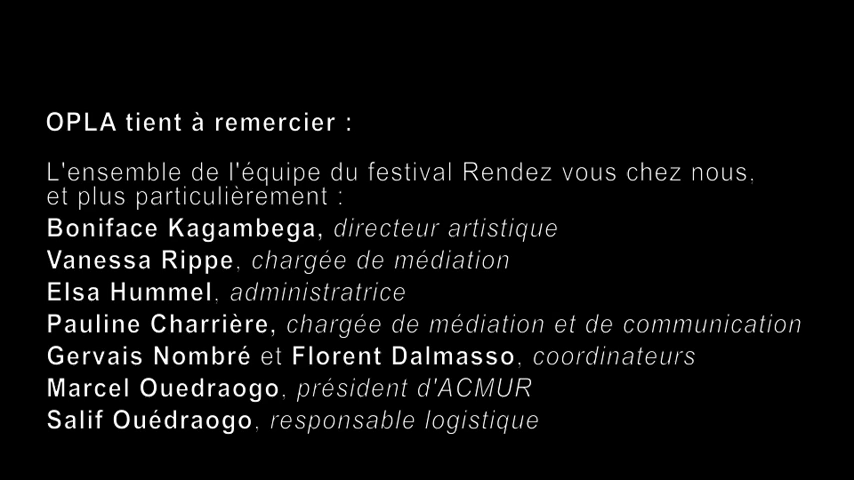 OPLA tient à remercier :
L'ensemble de l'équipe du festival Rendez vous chez nous,
et plus particulièrement :
Boniface Kagambega, directeur artistique
Vanessa Rippe, chargée de médiation
Elsa Hummel, administratrice
Pauline Charrière, chargée de médiation et de communication
Gervais Nombré et Florent Dalmasso, coordinateurs
Marcel Ouedraogo, président d'ACMUR
Salif Ouédraogo, responsable logistique